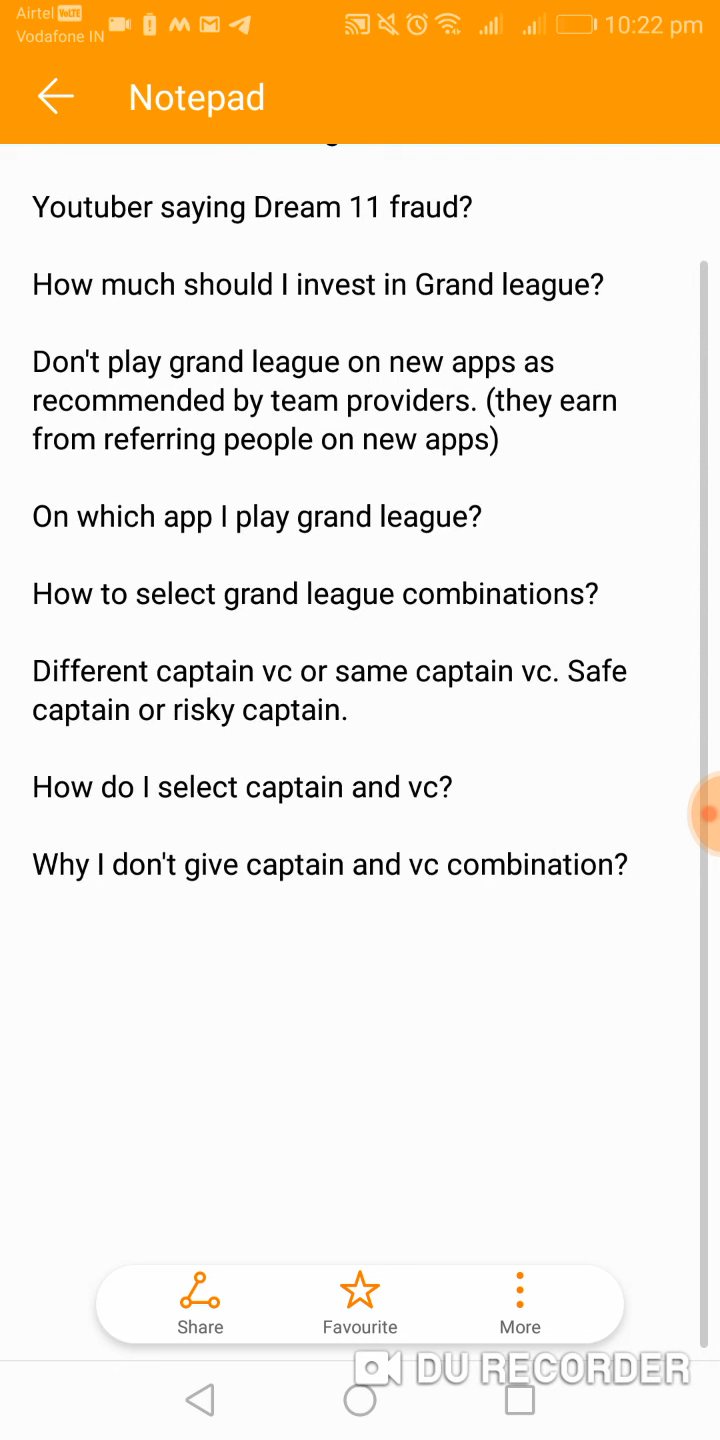 Airtel VoLTE
Vodafone IN
10:22 pm
Notepad
Youtuber saying Dream 11 fraud?
How much should I invest in Grand league?
Don't play grand league on new apps as
recommended by team providers. (they earn
from referring people on new apps)
On which app I play grand league?
How to select grand league combinations?
Different captain vc or same captain vc. Safe
captain or risky captain.
How do I select captain and vc?
Why I don't give captain and vc combination?
Share
Favourite
More
DU RECORDER